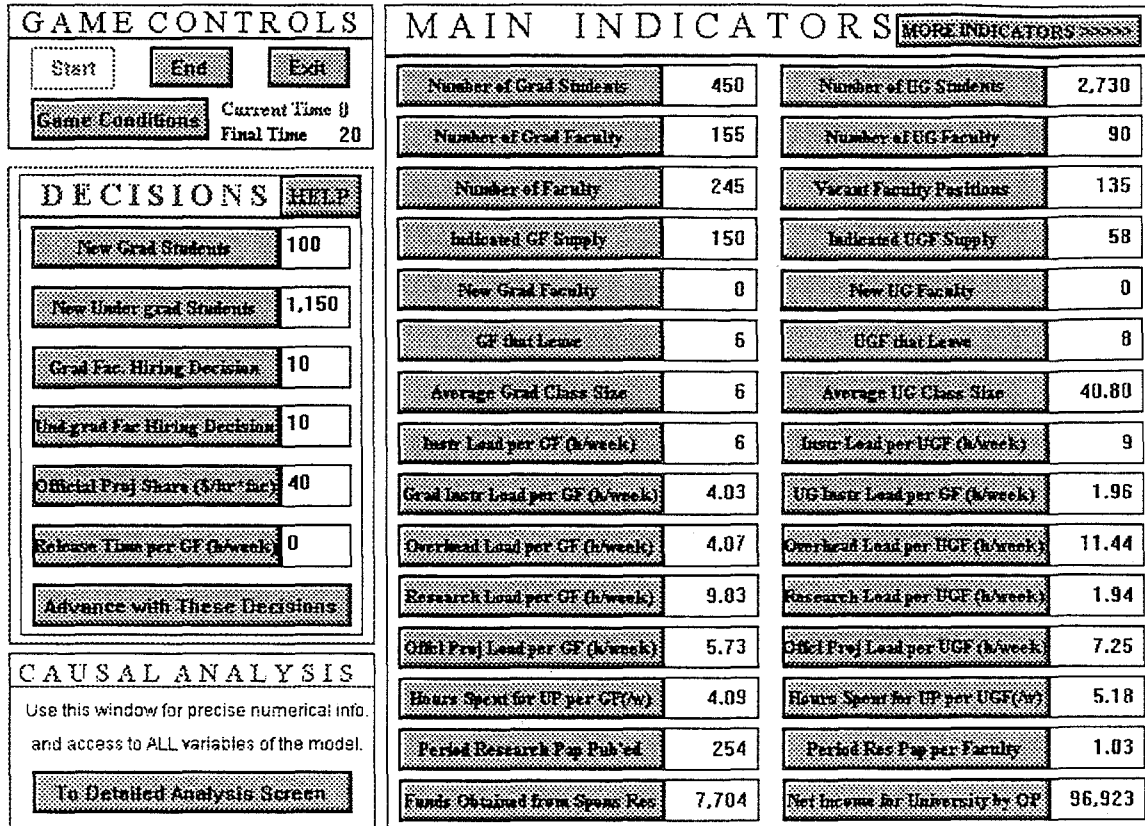 GAME CONTROLS
Start End Exit
Game Conditions
Current Time 0
Final Time 20
DECISIONS HELP
New Grad Students 100
New Under grad Students 1,150
Grad Fac. Hiring Decision 10
Und.grad Fac Hiring Decision 10
Official Proj Share ($/hr*fac) 40
Release Time per GF (h/week) 0
Advance with These Decisions
CAUSAL ANALYSIS
Use this window for precise numerical info.
and access to ALL variables of the model.
To Detailed Analysis Screen
MAIN INDICATORS MORE INDICATORS >>>>>
Number of Grad Students 450 Number of UG Students 2,730
Number of Grad Faculty 155 Number of UG Faculty 90
Number of Faculty 245 Vacant Faculty Positions 135
Indicated GF Supply 150 Indicated UGF Supply 58
New Grad Faculty 0 New UG Faculty 0
GF that Leave 6 UGF that Leave 8
Average Grad Class Size 6 Average UG Class Size 40.80
Instr Load per GF (h/week) 6 Instr Load per UGF (h/week) 9
Grad Instr Load per GF (h/week) 4.03 UG Instr Load per GF (h/week) 1.96
Overhead Load per GF (h/week) 4.07 Overhead Load per UGF (h/week) 11.44
Research Load per GF (h/week) 9.83 Research Load per UGF (h/week) 1.94
Offcl Proj Load per GF (h/week) 5.73 Offcl Proj Load per UGF (h/week) 7.25
Hours Spent for UP per GF(/w) 4.09 Hours Spent for UP per UGF(/w) 5.18
Period Research Pap Pub'ed 254 Period Res Pap per Faculty 1.03
Funds Obtained from Spons Res 7,704 Net Income for University by OP 96,923